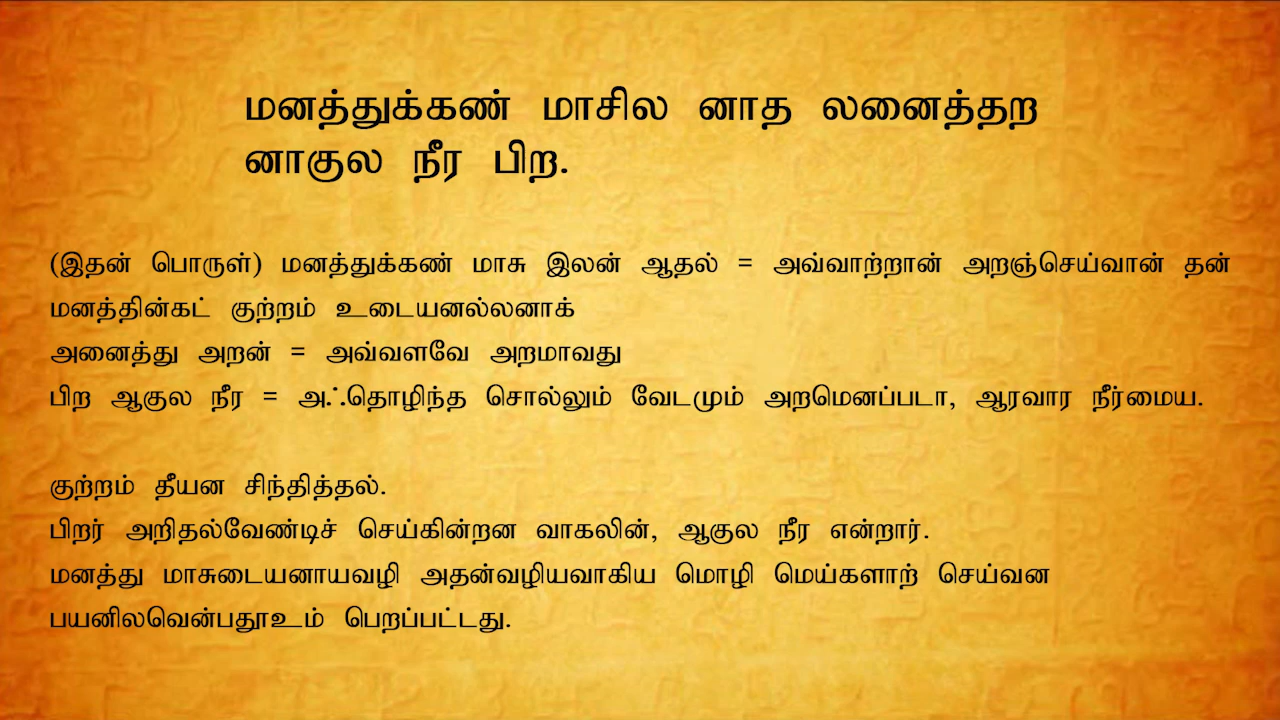 மனத்துக்கண் மாசில னாத லனைத்தற
னாகுல நீர பிற.
(இதன் பொருள்) மனத்துக்கண் மாசு இலன் ஆதல் = அவ்வாற்றான் அறஞ்செய்வான் தன்
மனத்தின்கட் குற்றம் உடையனல்லனாக்
அனைத்து அறன் = அவ்வளவே அறமாவது
பிற ஆகுல நீர = அஃதொழிந்த சொல்லும் வேடமும் அறமெனப்படா, ஆரவார நீர்மைய.
குற்றம் தீயன சிந்தித்தல்.
பிறர் அறிதல்வேண்டிச் செய்கின்றன வாகலின், ஆகுல நீர என்றார்.
மனத்து மாசுடையனாயவழி அதன்வழியவாகிய மொழி மெய்களாற் செய்வன
பயனிலவென்பதூஉம் பெறப்பட்டது.